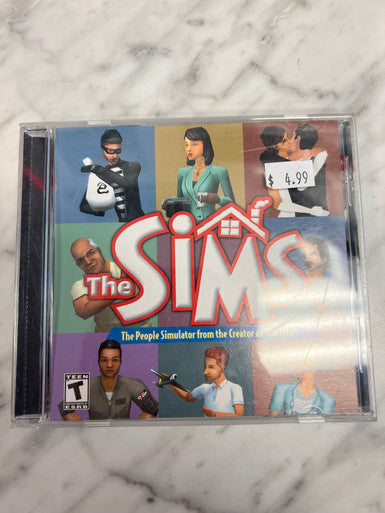 $ 4.99
The SIMS
The People Simulator from the Creator of
TEEN
T
ESRB